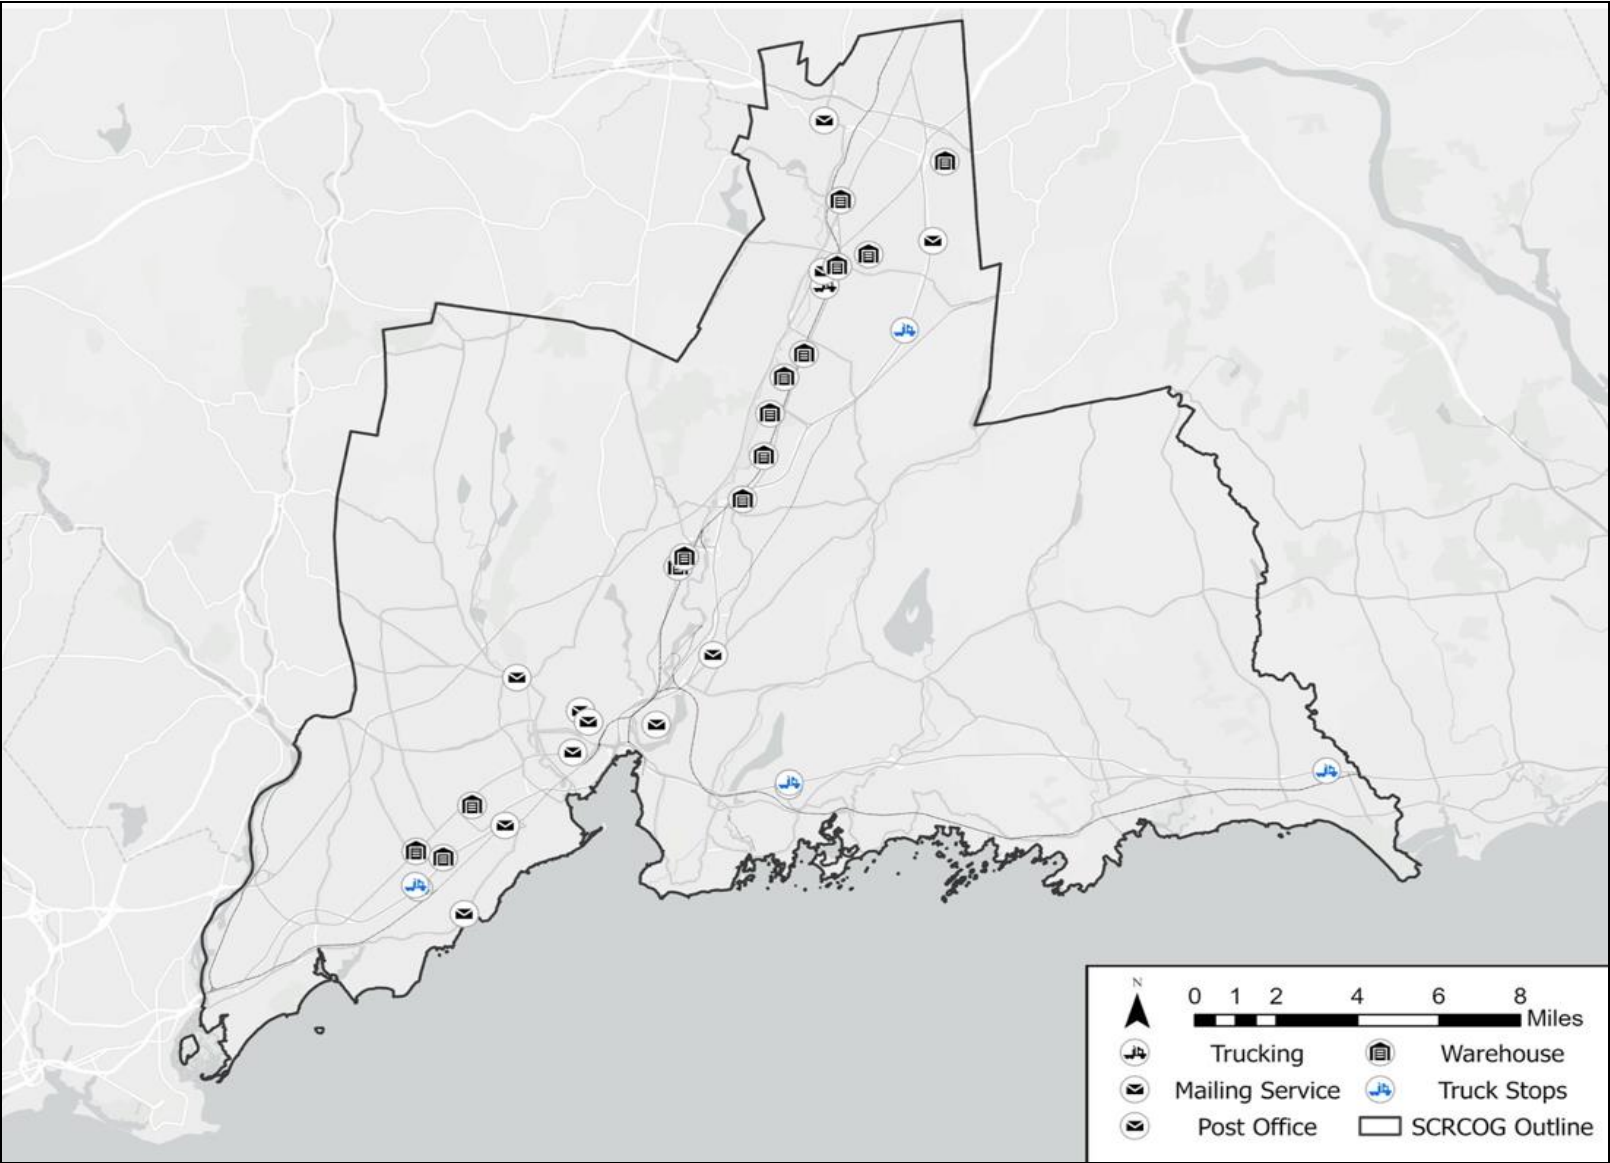 N
0 1 2 4 6 8
Miles
Trucking Warehouse
Mailing Service Truck Stops
Post Office SCRCOG Outline